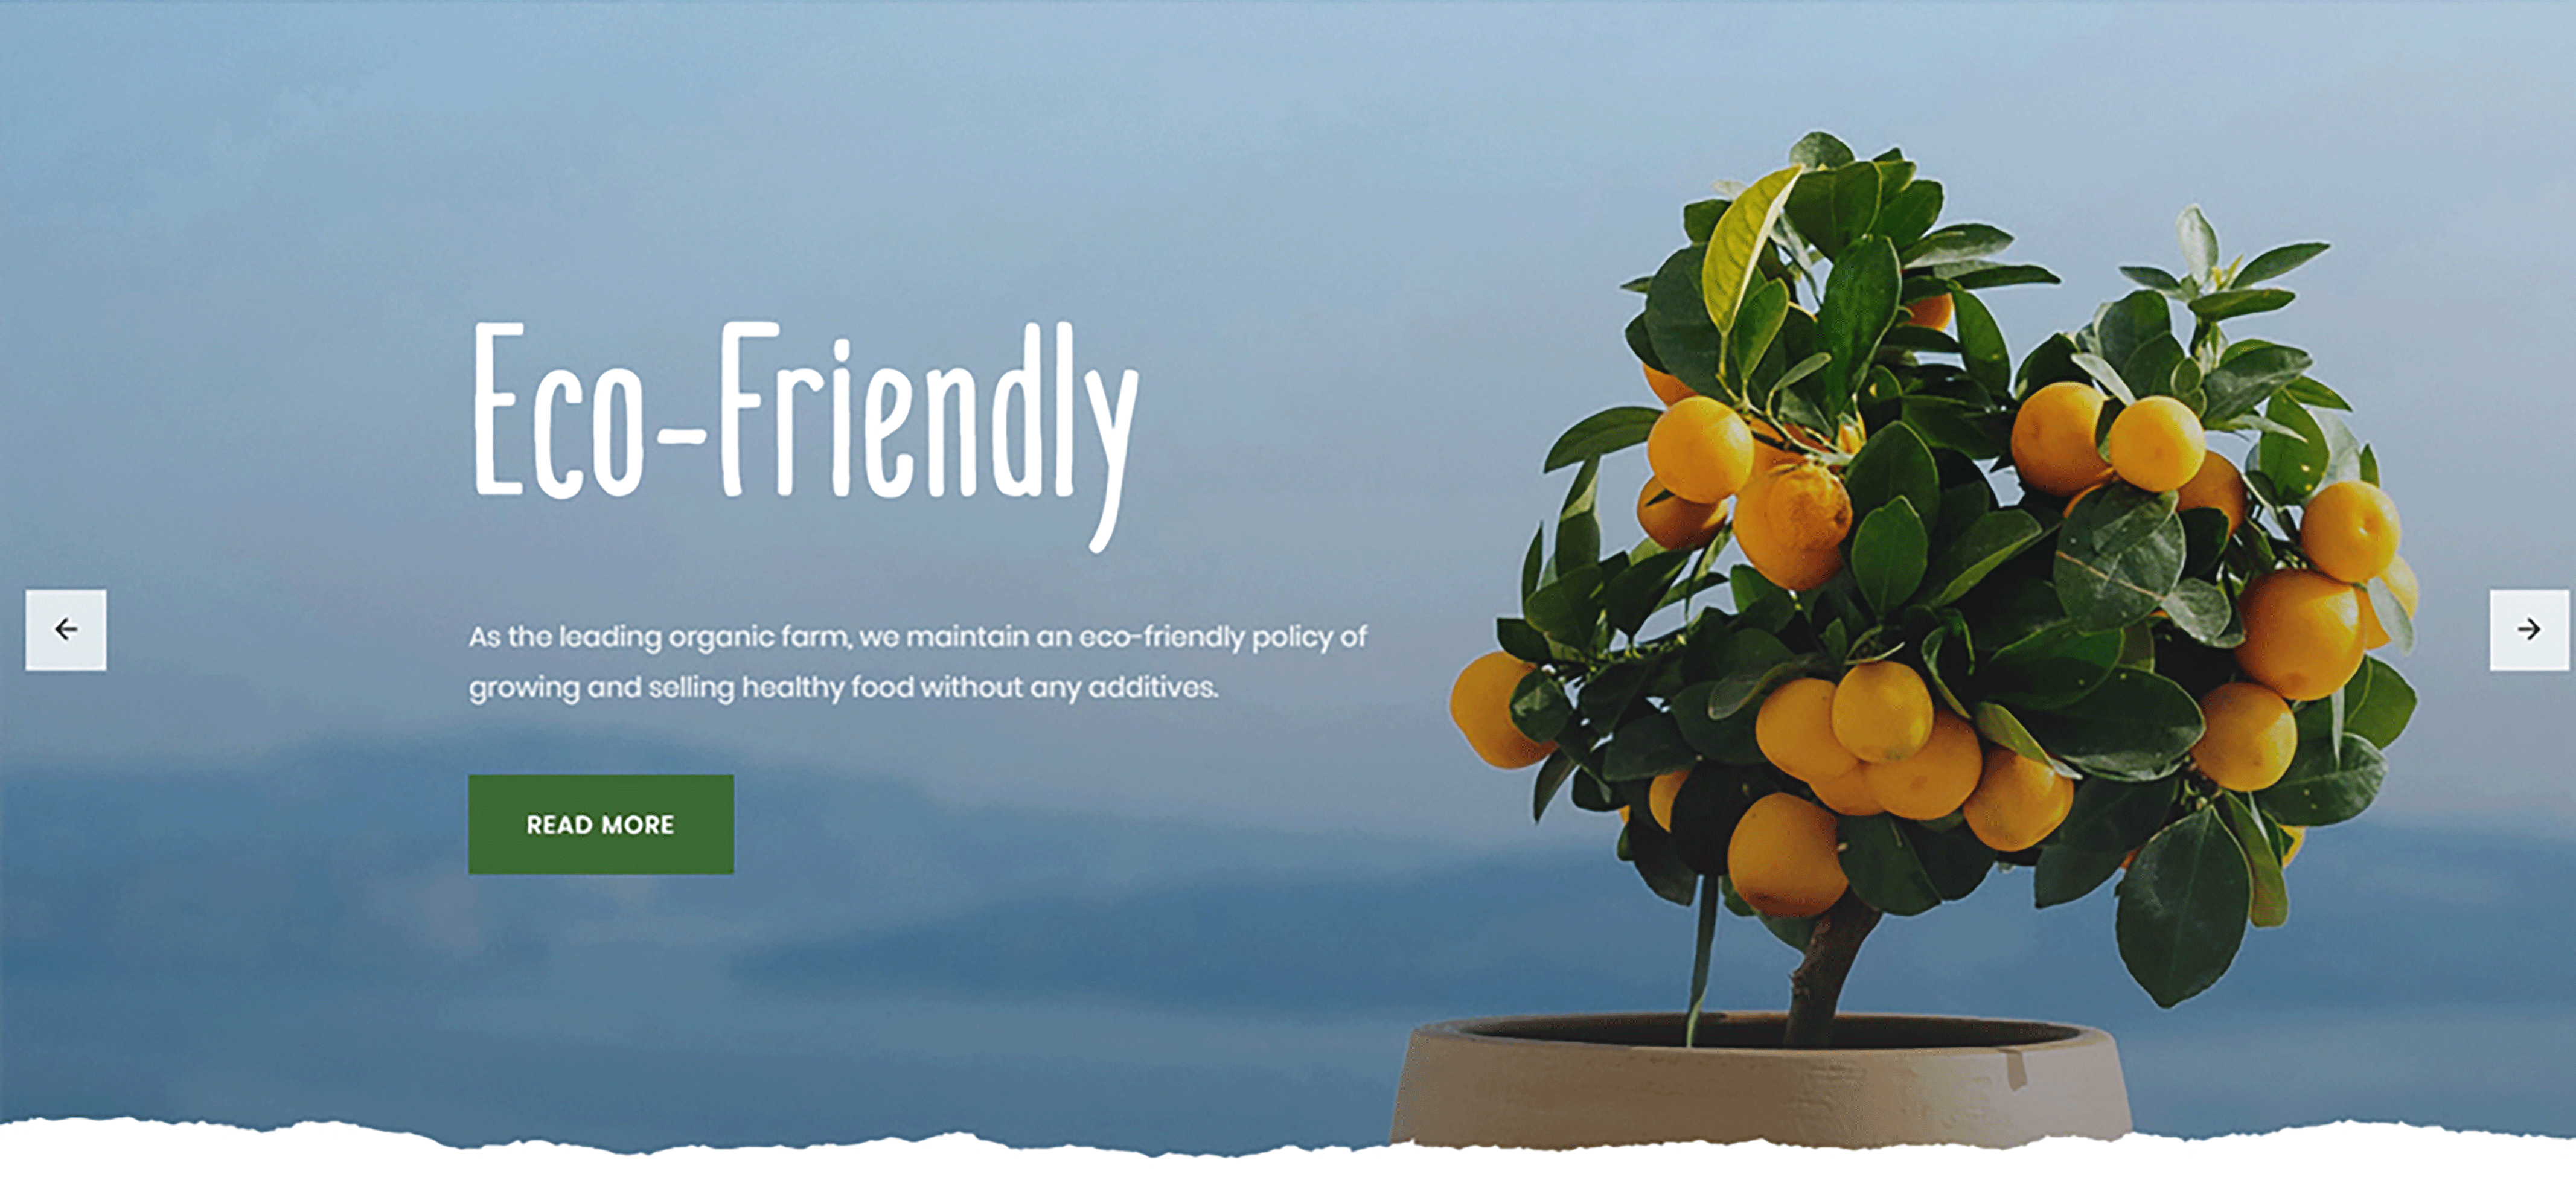 Eco-Friendly
As the leading organic farm, we maintain an eco-friendly policy of
growing and selling healthy food without any additives.
READ MORE